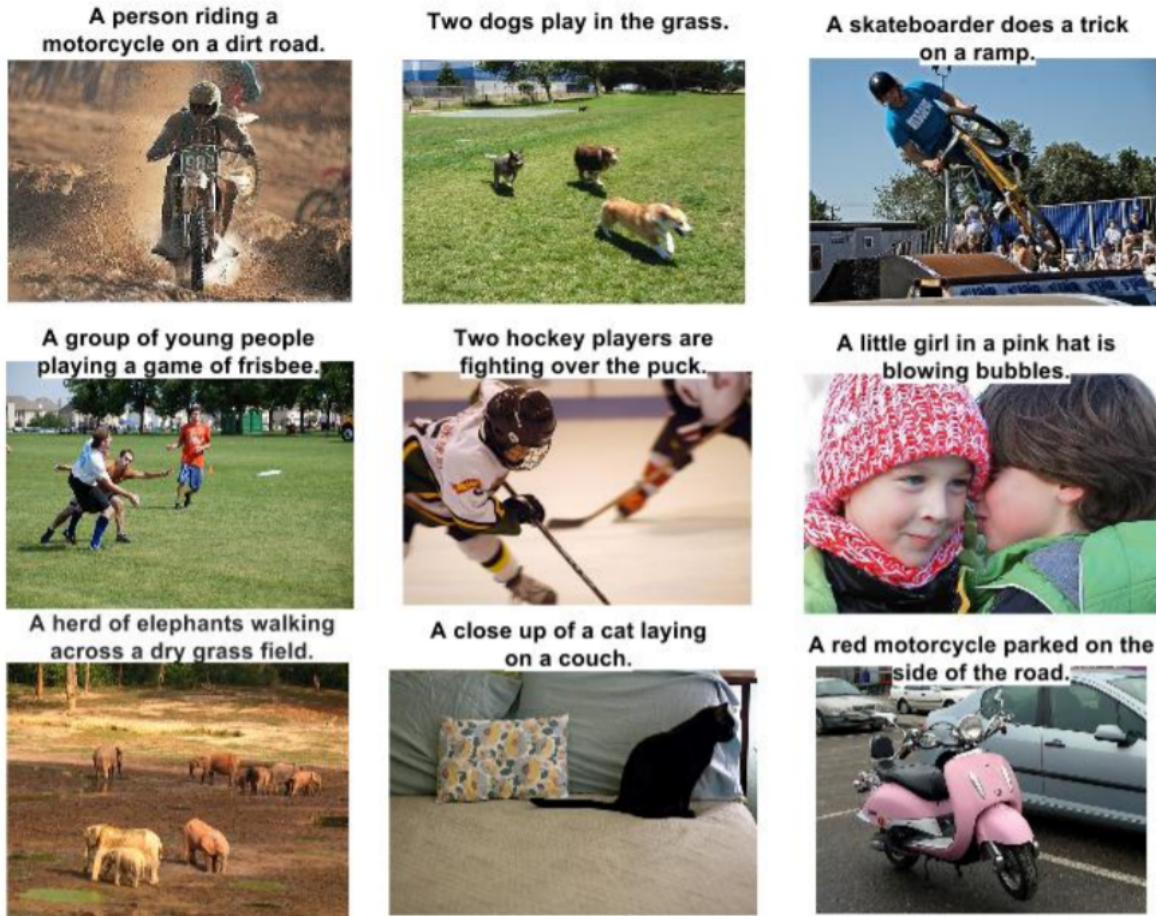 A person riding a
motorcycle on a dirt road.
Two dogs play in the grass.
A skateboarder does a trick
on a ramp.
A group of young people
playing a game of frisbee.
Two hockey players are
fighting over the puck.
A little girl in a pink hat is
blowing bubbles.
A herd of elephants walking
across a dry grass field.
A close up of a cat laying
on a couch.
A red motorcycle parked on the
side of the road.